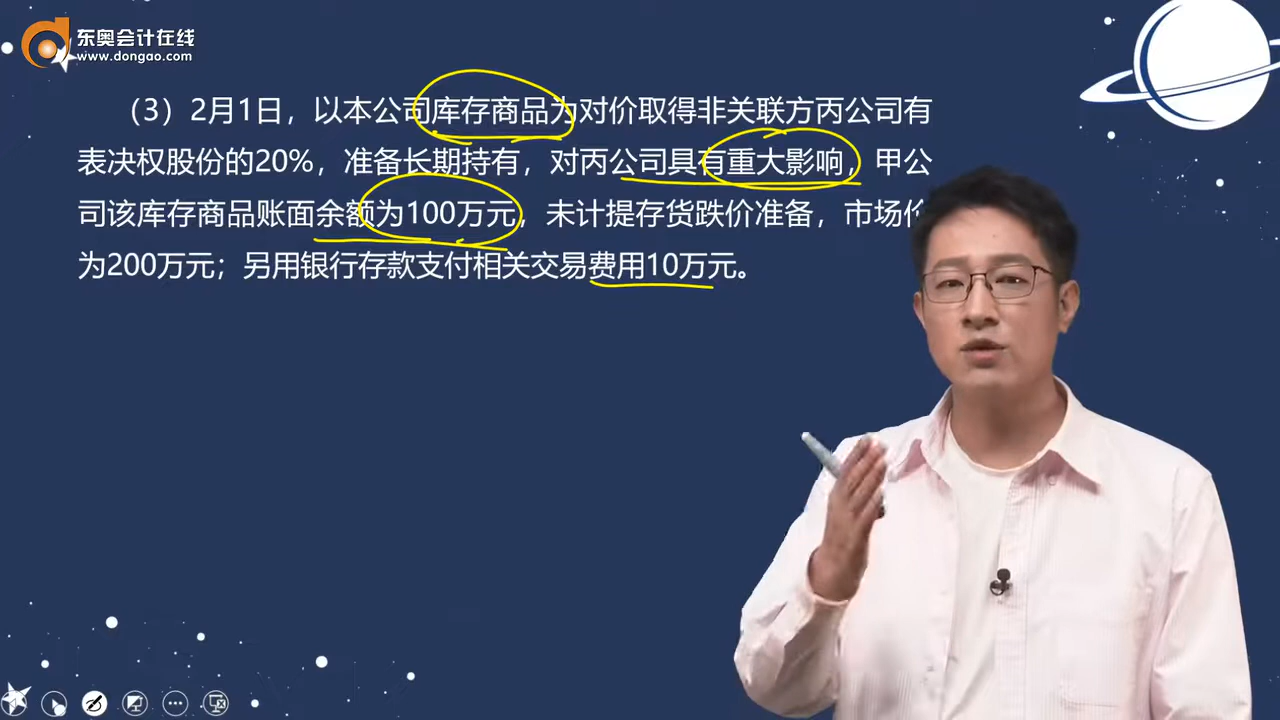 东奥会计在线
www.dongao.com
（3）2月1日，以本公司库存商品为对价取得非关联方丙公司有
表决权股份的20%，准备长期持有，对丙公司具有重大影响，甲公
司该库存商品账面余额为100万元，未计提存货跌价准备，市场价
为200万元；另用银行存款支付相关交易费用10万元。